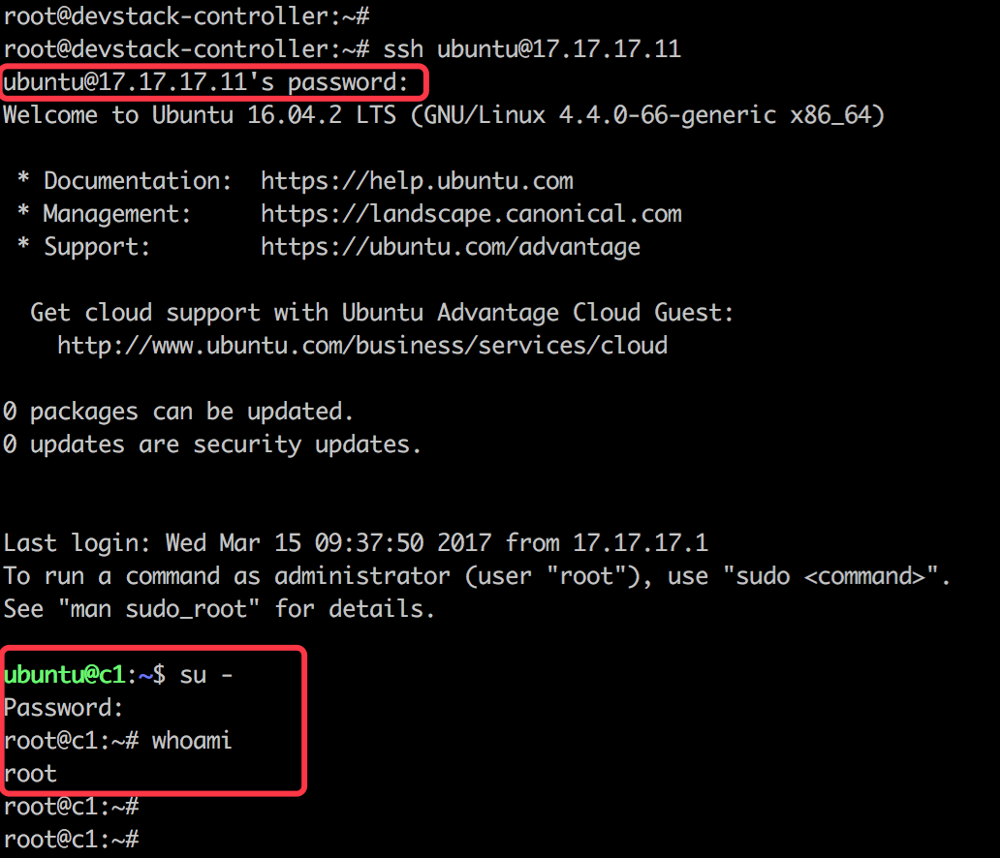 root@devstack-controller:~#
root@devstack-controller:~# ssh ubuntu@17.17.17.11
ubuntu@17.17.17.11's password:
Welcome to Ubuntu 16.04.2 LTS (GNU/Linux 4.4.0-66-generic x86_64)

 * Documentation:  https://help.ubuntu.com
 * Management:     https://landscape.canonical.com
 * Support:        https://ubuntu.com/advantage

  Get cloud support with Ubuntu Advantage Cloud Guest:
    http://www.ubuntu.com/business/services/cloud

0 packages can be updated.
0 updates are security updates.


Last login: Wed Mar 15 09:37:50 2017 from 17.17.17.1
To run a command as administrator (user "root"), use "sudo <command>".
See "man sudo_root" for details.

ubuntu@c1:~$ su -
Password:
root@c1:~# whoami
root
root@c1:~#
root@c1:~#